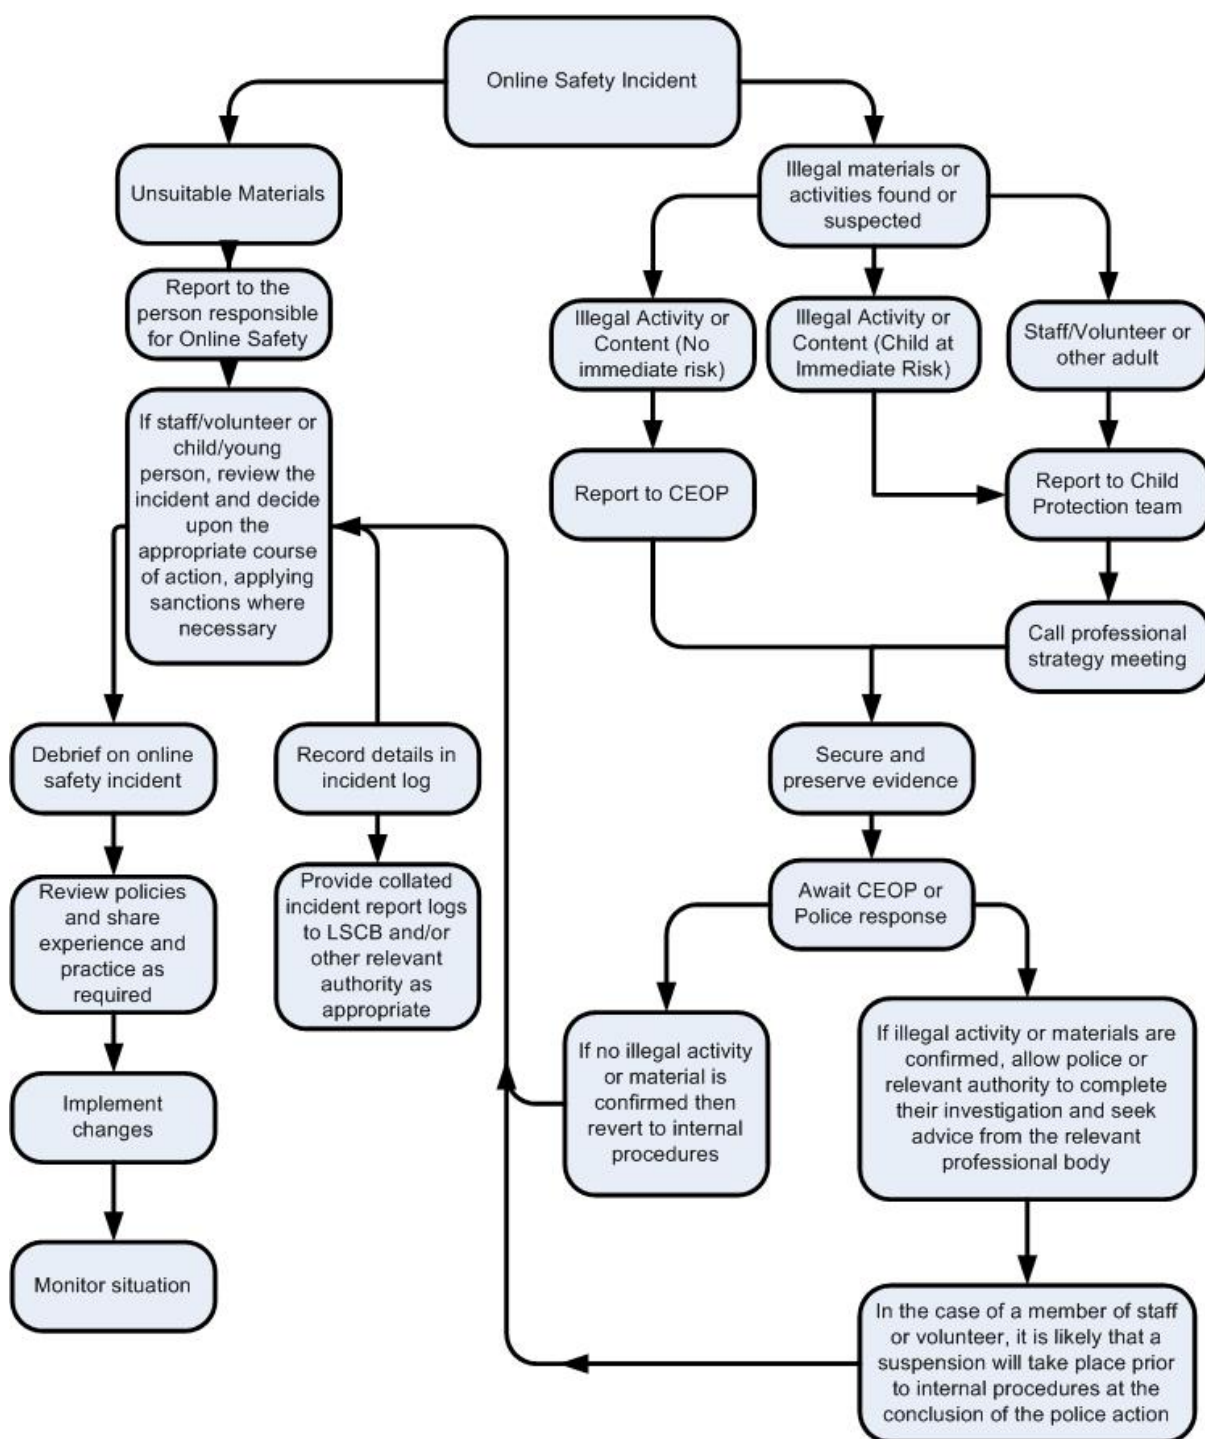 Online Safety Incident
Unsuitable Materials
Report to the
person responsible
for Online Safety
If staff/volunteer or
child/young
person, review the
incident and decide
upon the
appropriate course
of action, applying
sanctions where
necessary
Debrief on online
safety incident
Review policies
and share
experience and
practice as
required
Implement
changes
Monitor situation
Record details in
incident log
Provide collated
incident report logs
to LSCB and/or
other relevant
authority as
appropriate
Illegal materials or
activities found or
suspected
Illegal Activity or
Content (No
immediate risk)
Illegal Activity or
Content (Child at
Immediate Risk)
Staff/Volunteer or
other adult
Report to CEOP
Report to Child
Protection team
Call professional
strategy meeting
Secure and
preserve evidence
Await CEOP or
Police response
If no illegal activity
or material is
confirmed then
revert to internal
procedures
If illegal activity or materials are
confirmed, allow police or
relevant authority to complete
their investigation and seek
advice from the relevant
professional body
In the case of a member of staff
or volunteer, it is likely that a
suspension will take place prior
to internal procedures at the
conclusion of the police action